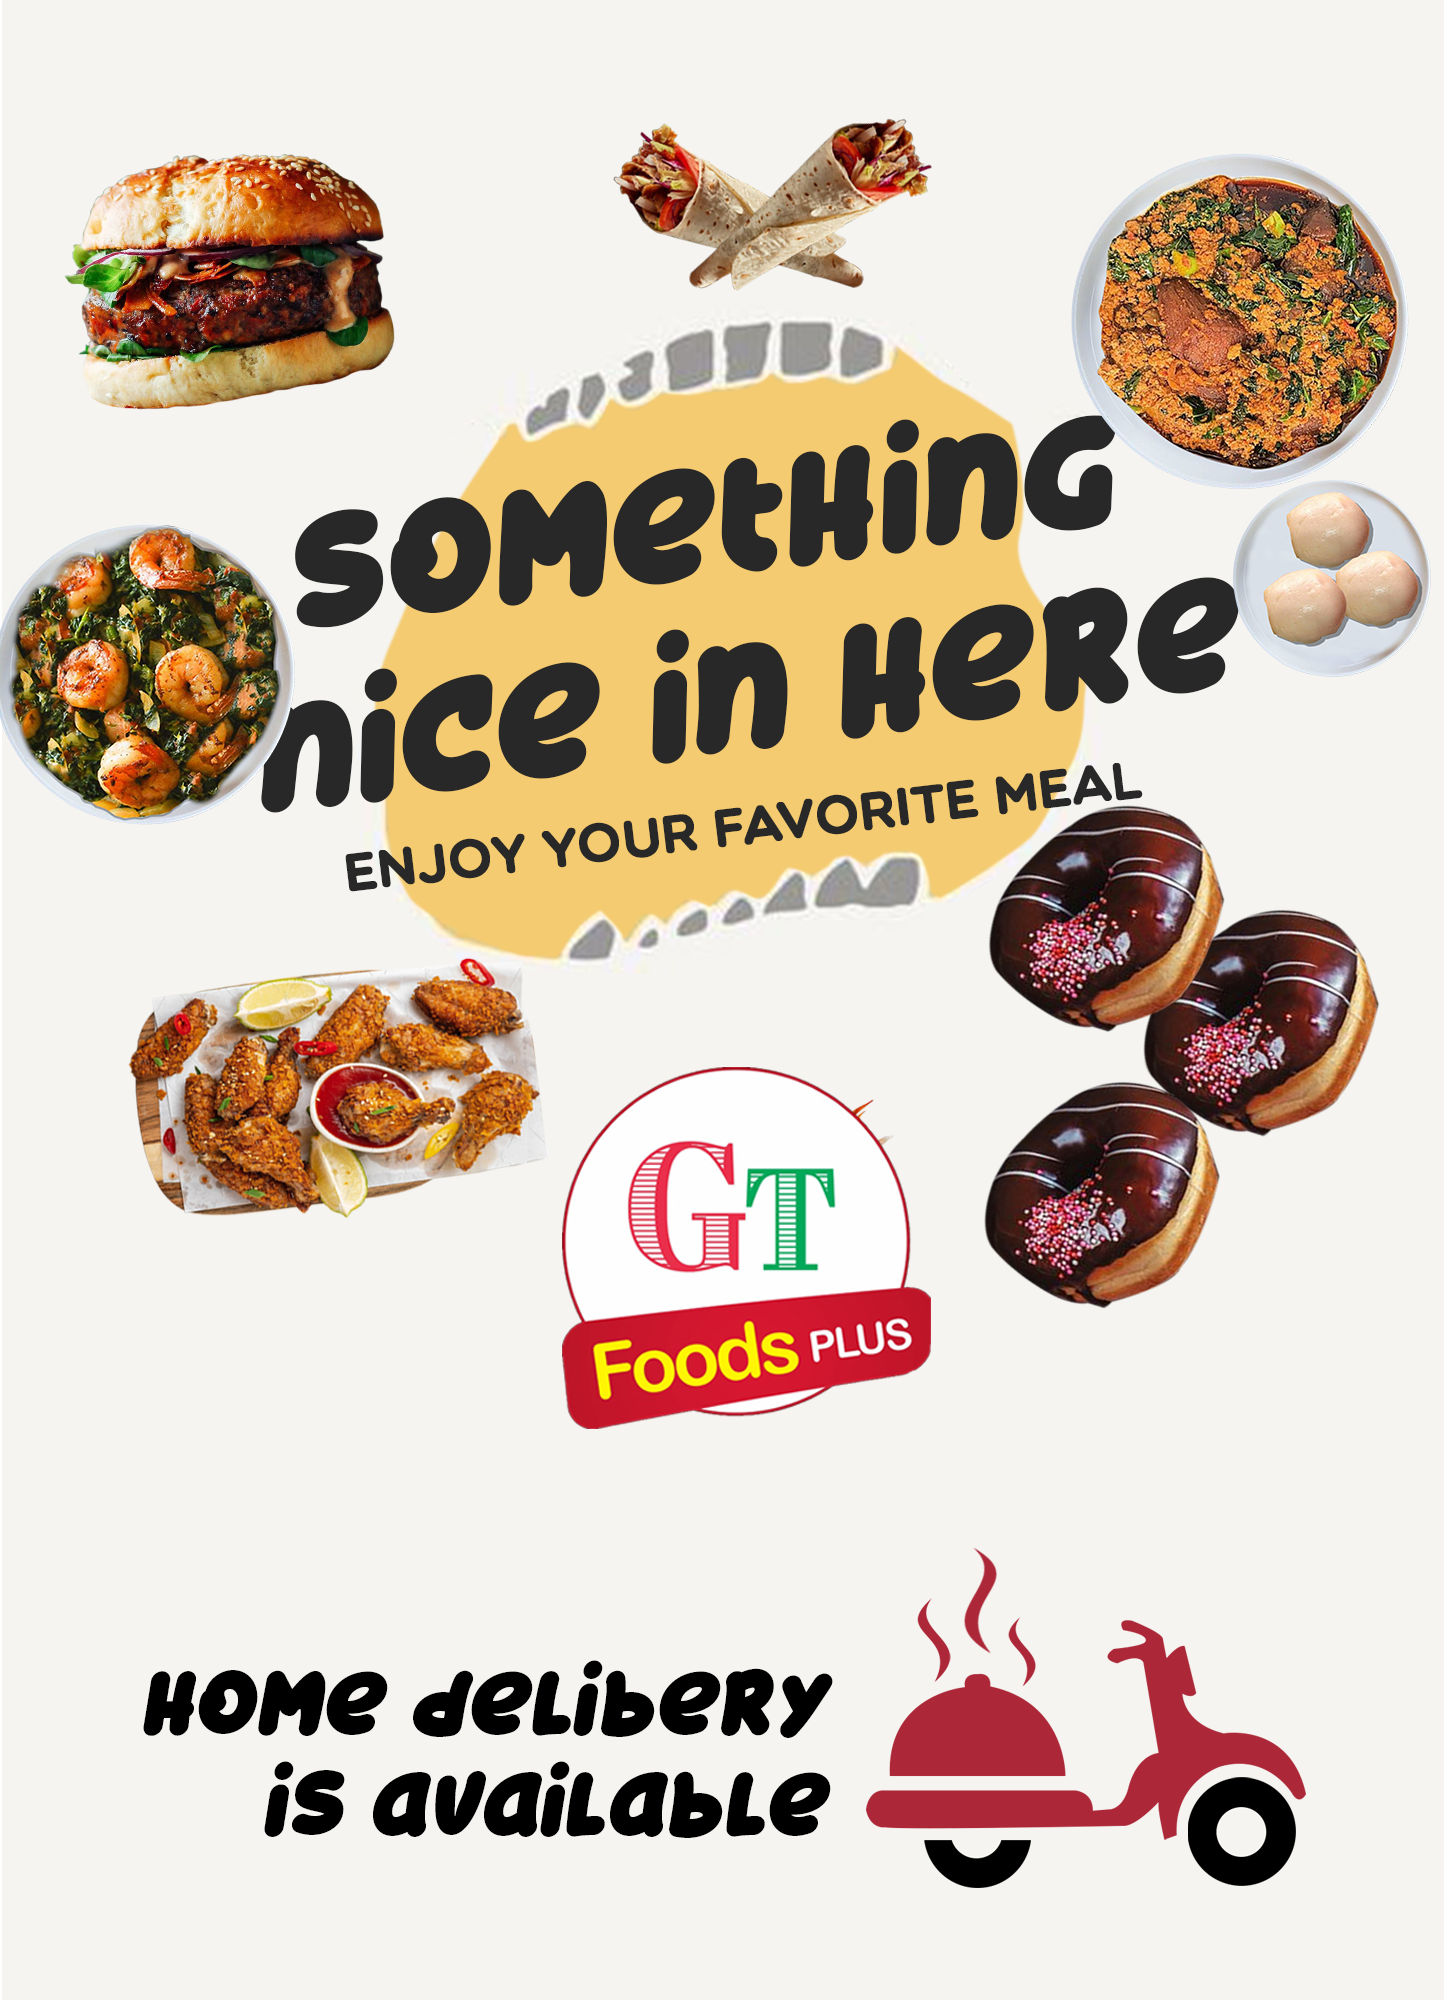 SOMETHING
NICE IN HERE
ENJOY YOUR FAVORITE MEAL
GT
Foods PLUS
HOME delibery
is available